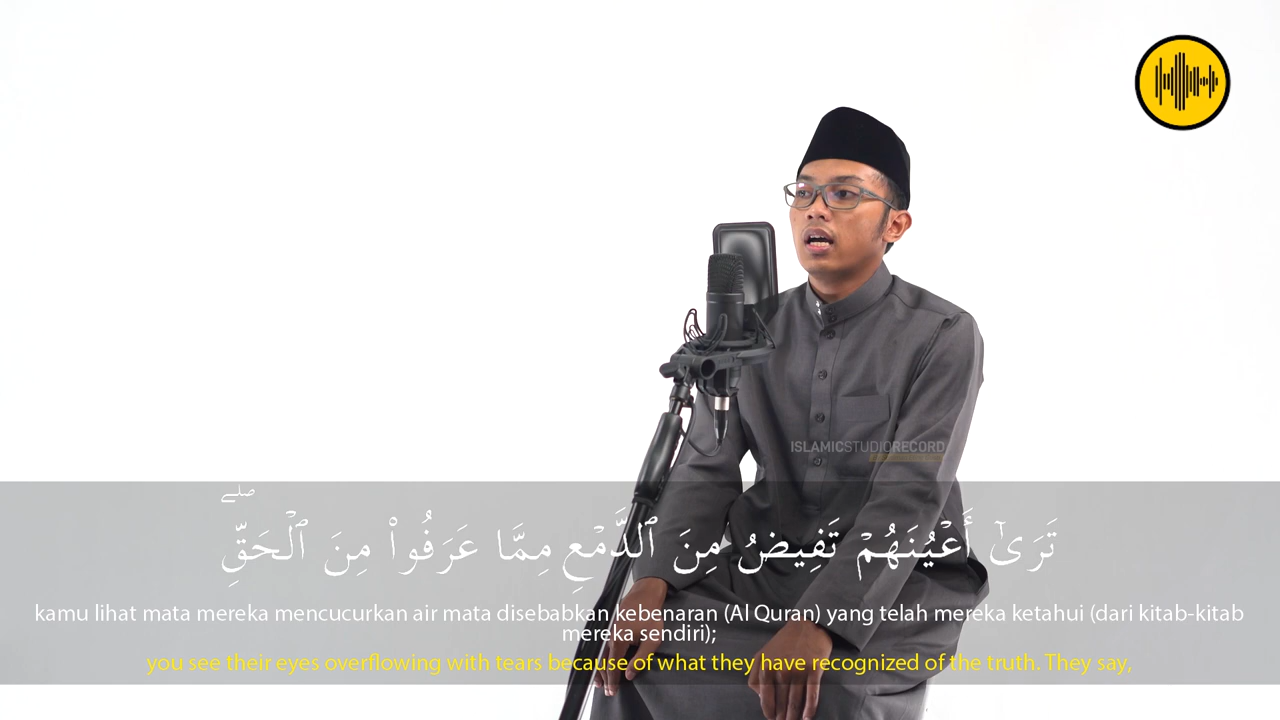 ISLAMICSTUDIORECORD
تَرَىٰٓ أَعْيُنَهُمْ تَفِيضُ مِنَ ٱلدَّمْعِ مِمَّا عَرَفُوا۟ مِنَ ٱلْحَقِّ ۖ
kamu lihat mata mereka mencucurkan air mata disebabkan kebenaran (Al Quran) yang telah mereka ketahui (dari kitab-kitab
mereka sendiri);
you see their eyes overflowing with tears because of what they have recognized of the truth. They say,